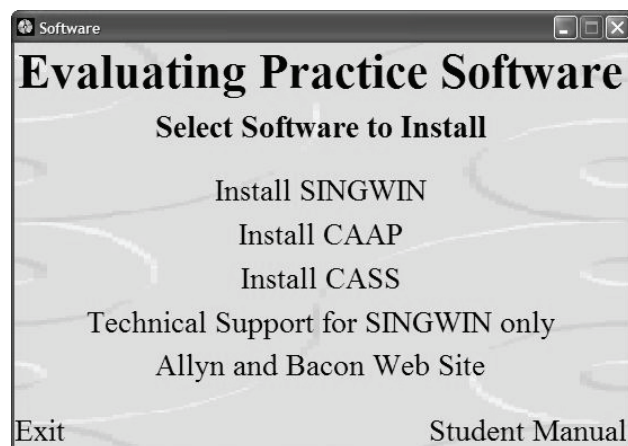 Software
Evaluating Practice Software
Select Software to Install
Install SINGWIN
Install CAAP
Install CASS
Technical Support for SINGWIN only
Allyn and Bacon Web Site
Exit Student Manual